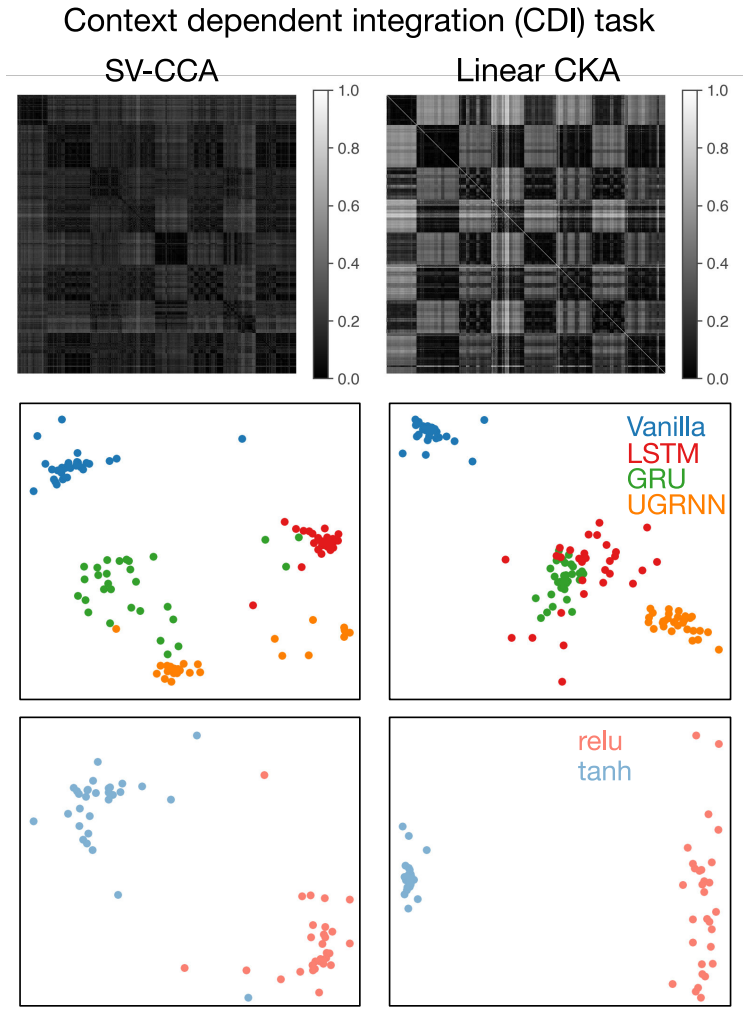 Context dependent integration (CDI) task
SV-CCA
Linear CKA
1.0
0.8
0.6
0.4
0.2
0.0
1.0
0.8
0.6
0.4
0.2
0.0
Vanilla
LSTM
GRU
UGRNN
relu
tanh